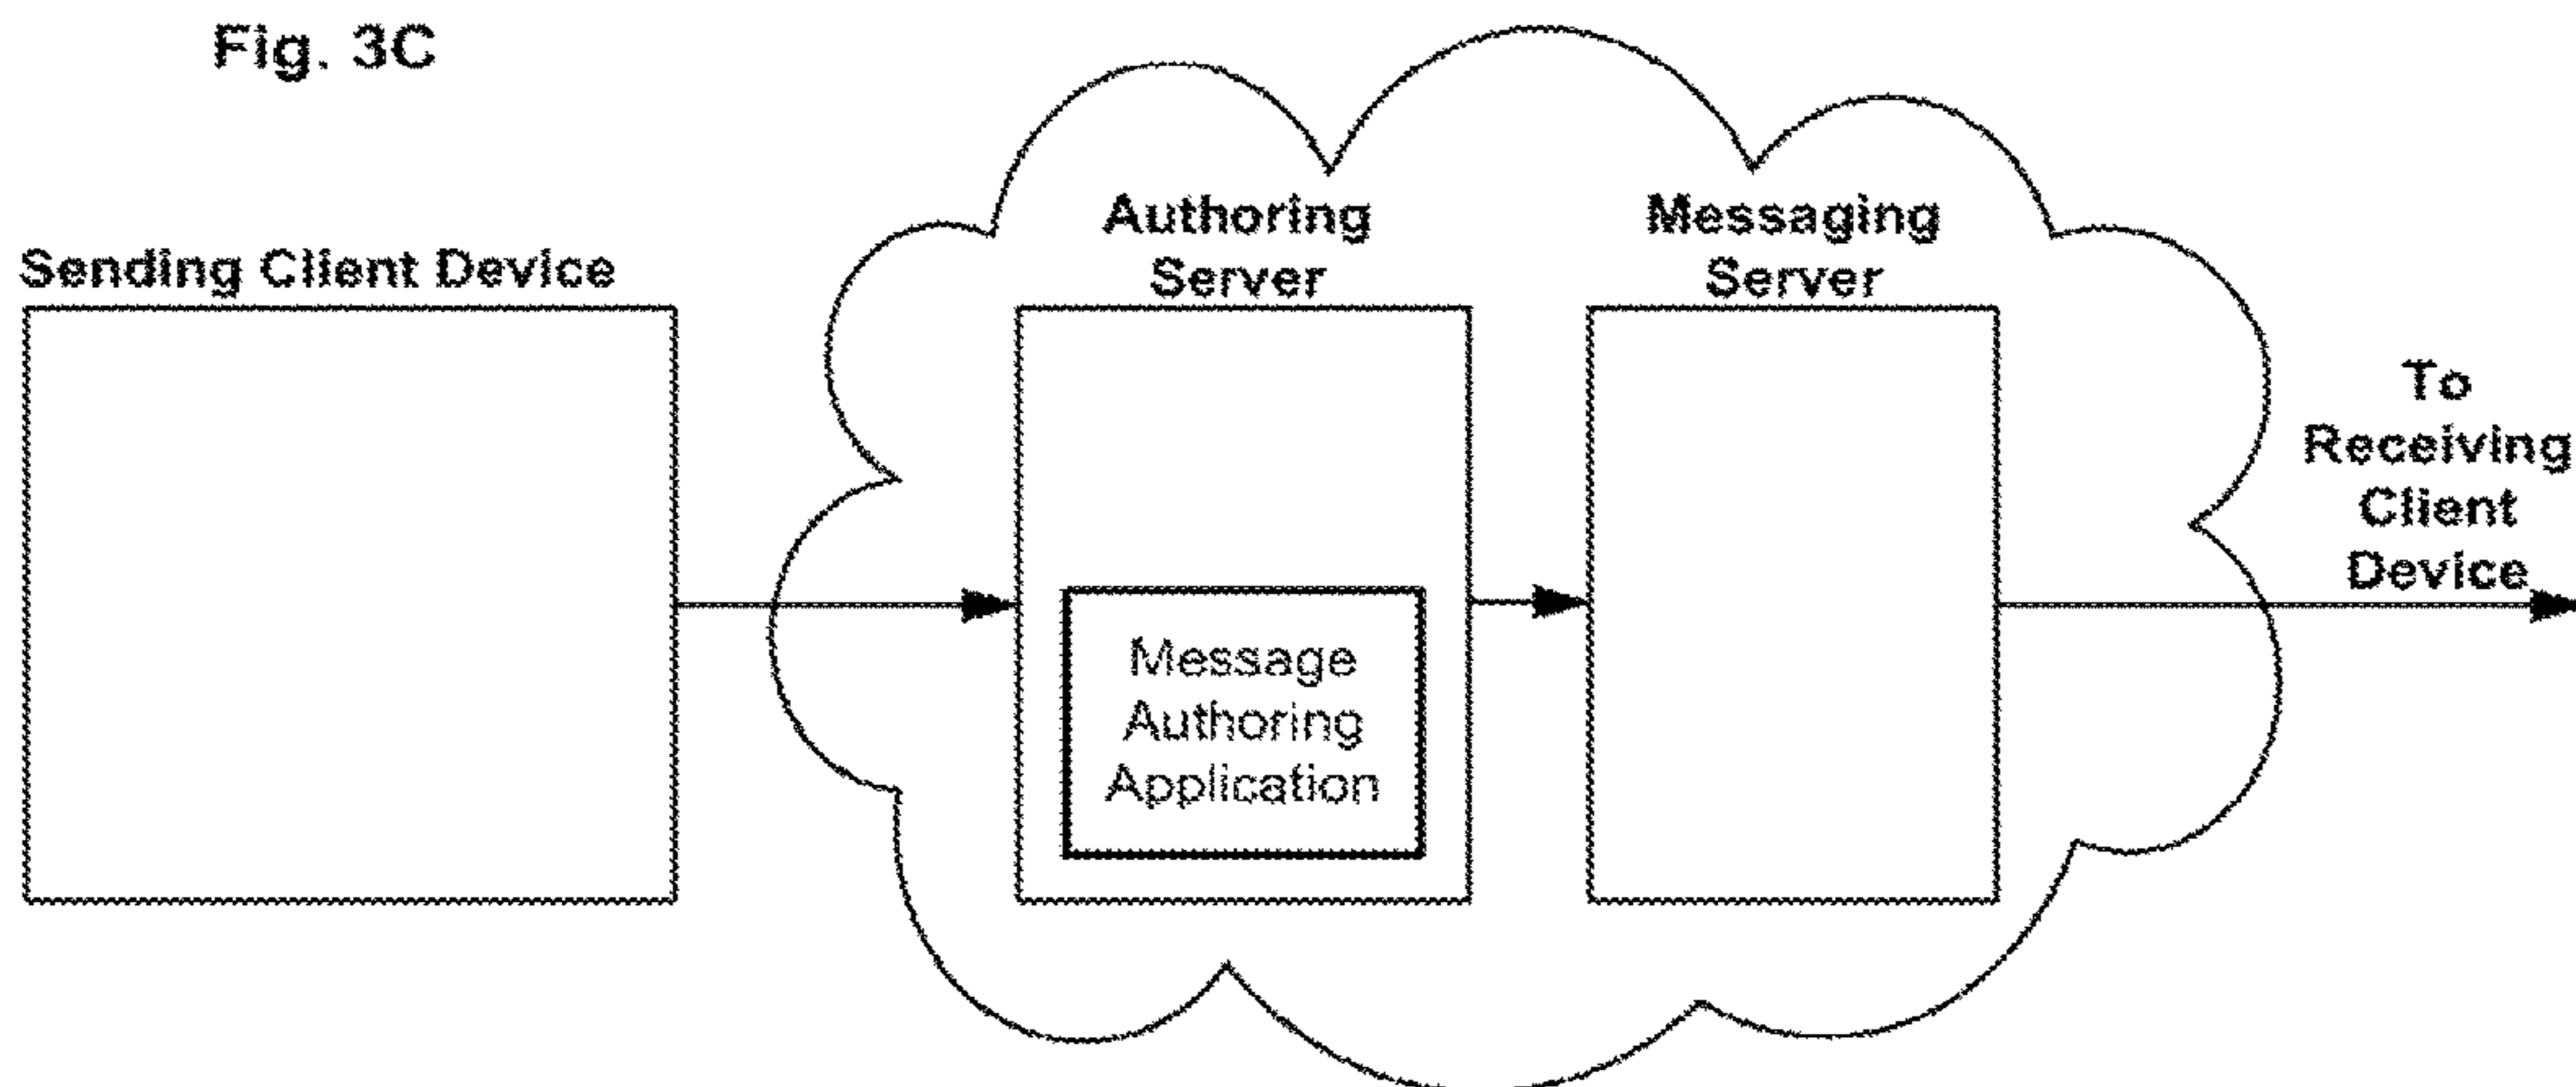 Fig. 3C
Sending Client Device
Authoring
Server
Messaging
Server
To
Receiving
Client
Device
Message
Authoring
Application